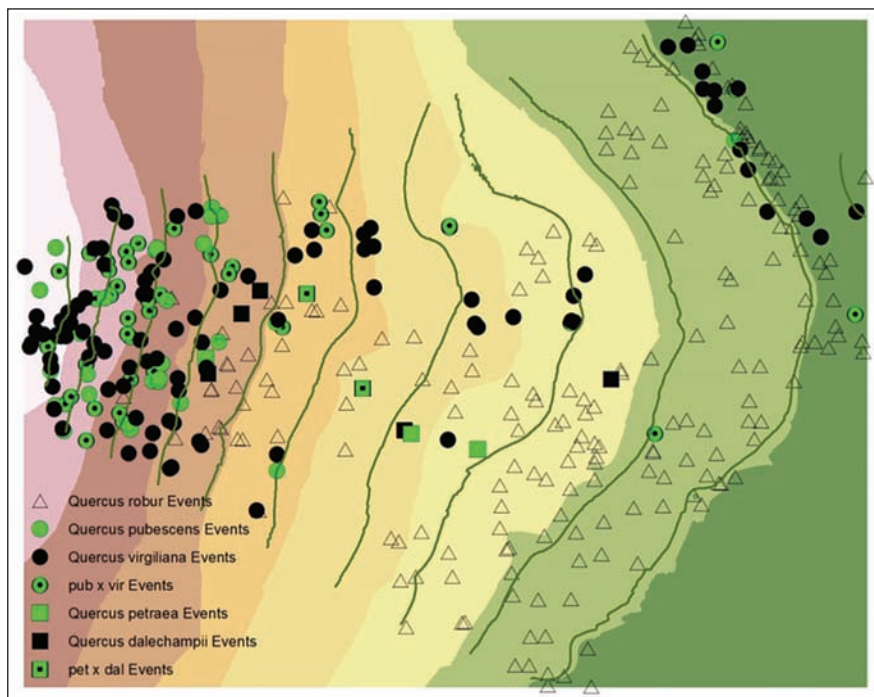 Quercus robur Events
Quercus pubescens Events
Quercus virgiliana Events
pub x vir Events
Quercus petraea Events
Quercus dalechampii Events
pet x dal Events